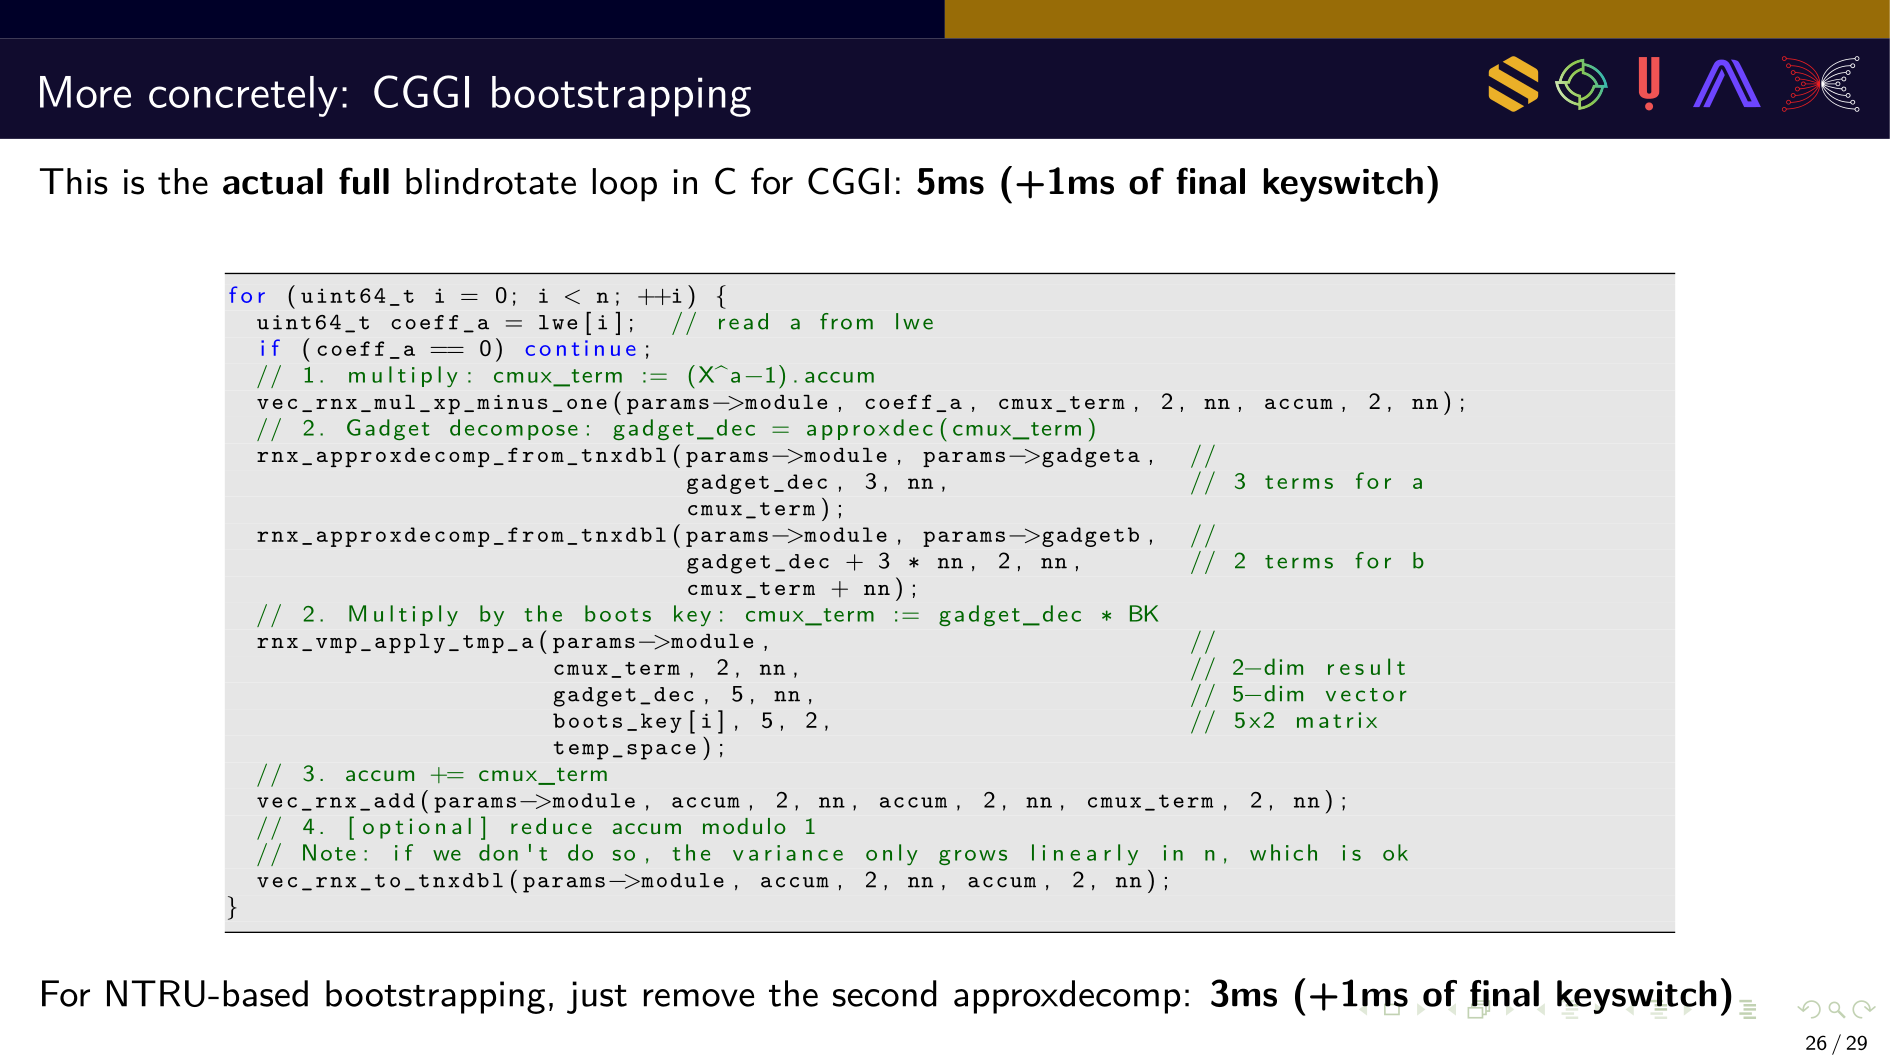 More concretely: CGGI bootstrapping
This is the actual full blindrotate loop in C for CGGI: 5ms (+1ms of final keyswitch)
for (uint64_t i = 0; i < n; ++i) {
  uint64_t coeff_a = lwe[i];  // read a from lwe
  if (coeff_a == 0) continue;
  // 1. multiply: cmux_term := (X^a−1).accum
  vec_rnx_mul_xp_minus_one(params−>module, coeff_a, cmux_term, 2, nn, accum, 2, nn);
  // 2. Gadget decompose: gadget_dec = approxdec(cmux_term)
  rnx_approxdecomp_from_tnxdbl(params−>module, params−>gadgeta,  //
                               gadget_dec, 3, nn,                // 3 terms for a
                               cmux_term);
  rnx_approxdecomp_from_tnxdbl(params−>module, params−>gadgetb,  //
                               gadget_dec + 3 * nn, 2, nn,       // 2 terms for b
                               cmux_term + nn);
  // 2. Multiply by the boots key: cmux_term := gadget_dec * BK
  rnx_vmp_apply_tmp_a(params−>module,                            //
                      cmux_term, 2, nn,                          // 2−dim result
                      gadget_dec, 5, nn,                         // 5−dim vector
                      boots_key[i], 5, 2,                        // 5x2 matrix
                      temp_space);
  // 3. accum += cmux_term
  vec_rnx_add(params−>module, accum, 2, nn, accum, 2, nn, cmux_term, 2, nn);
  // 4. [optional] reduce accum modulo 1
  // Note: if we don't do so, the variance only grows linearly in n, which is ok
  vec_rnx_to_tnxdbl(params−>module, accum, 2, nn, accum, 2, nn);
}
For NTRU-based bootstrapping, just remove the second approxdecomp: 3ms (+1ms of final keyswitch)
26 / 29